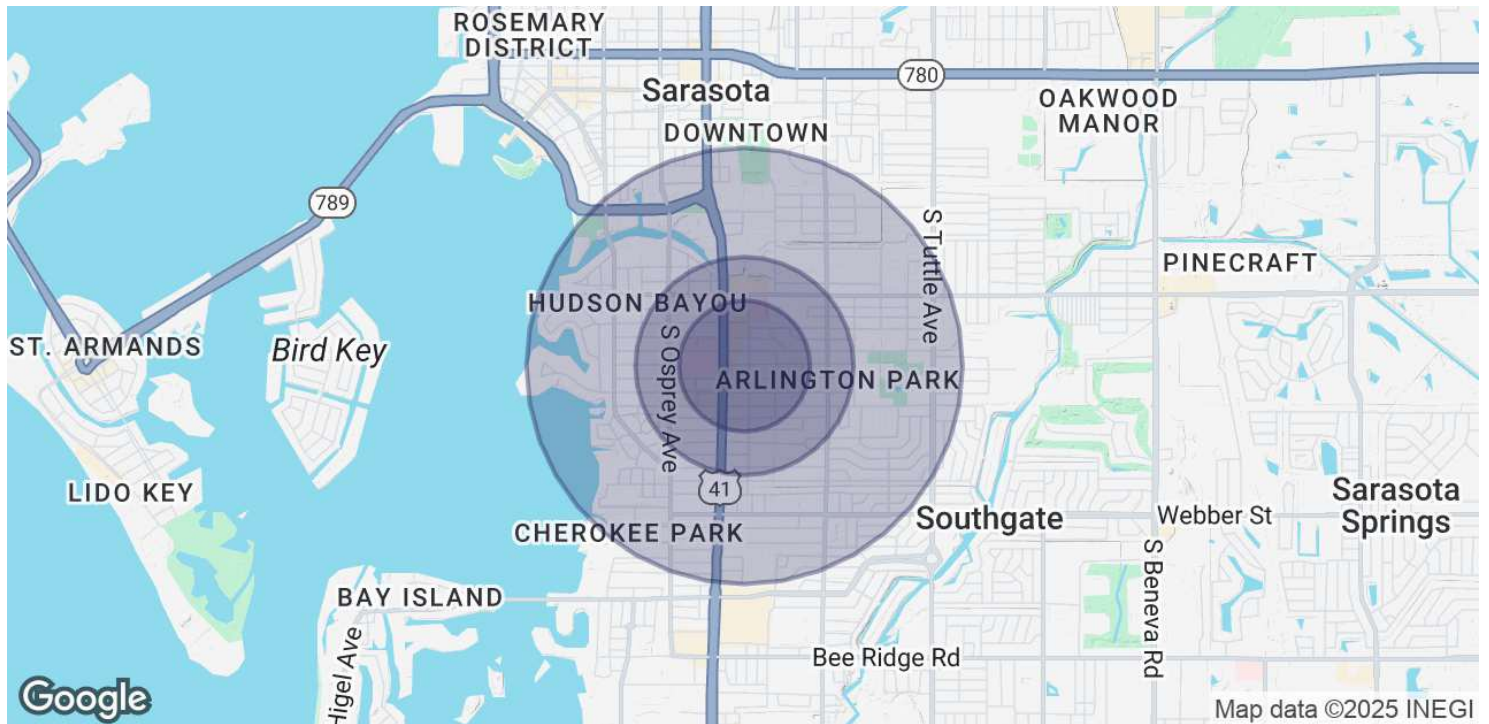 ROSEMARY
DISTRICT
Sarasota
780
OAKWOOD
MANOR
DOWNTOWN
789
S Tuttle Ave
PINECRAFT
HUDSON BAYOU
ST. ARMANDS
Bird Key
S Osprey Ave
ARLINGTON PARK
LIDO KEY
41
CHEROKEE PARK
Southgate
Webber St
Sarasota
Springs
S Beneva Rd
BAY ISLAND
Higel Ave
Bee Ridge Rd
Google
Map data ©2025 INEGI